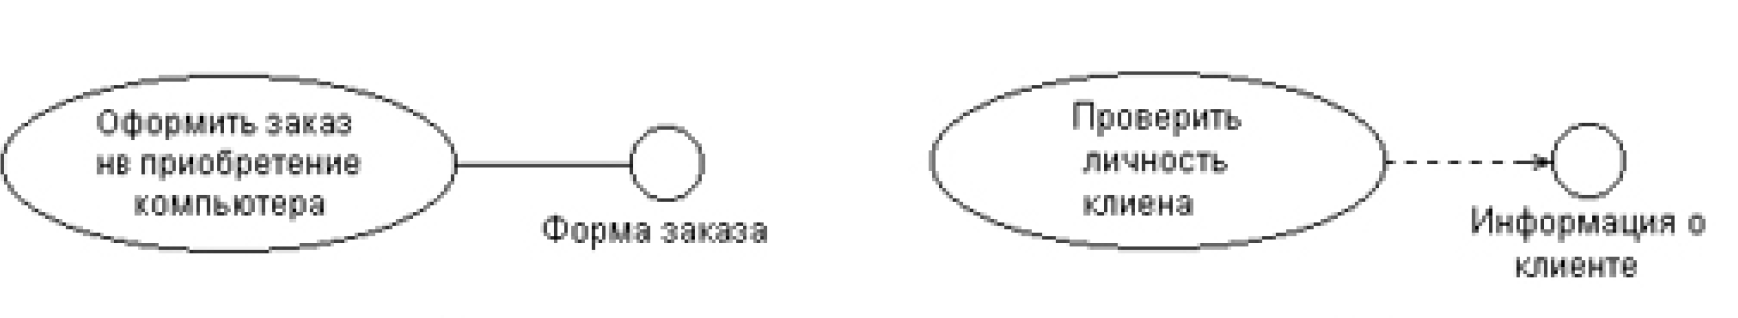 Оформить заказ
нв приобретение
компьютера
Форма заказа
Проверить
личность
клиена
Информация о
клиенте